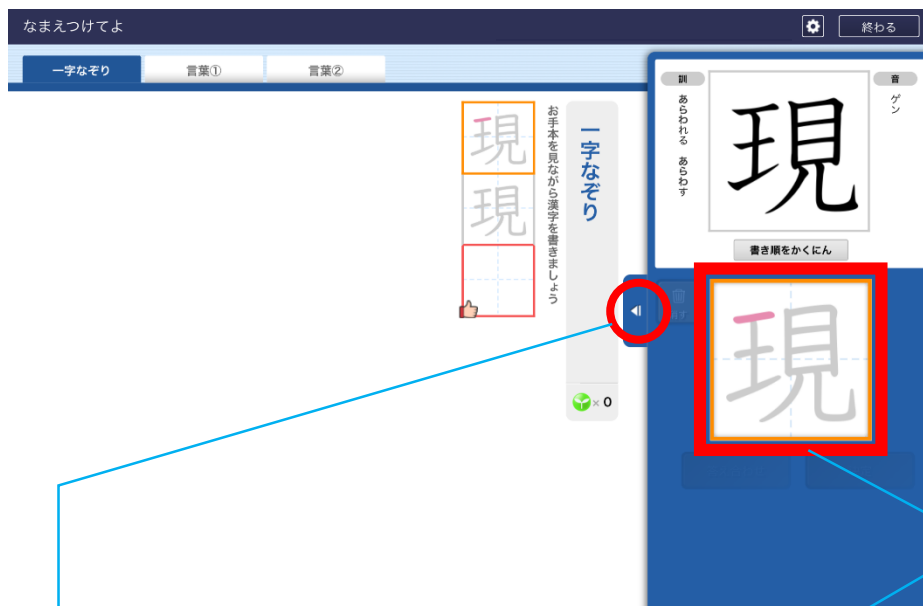 なまえつけてよ
終わる
一字なぞり
言葉①
言葉②
一字なぞり
お手本を見ながら漢字を書きましょう
現
現
× 0
音
ゲン
訓
あらわれる あらわす
現
書き順をかくにん
消す
現